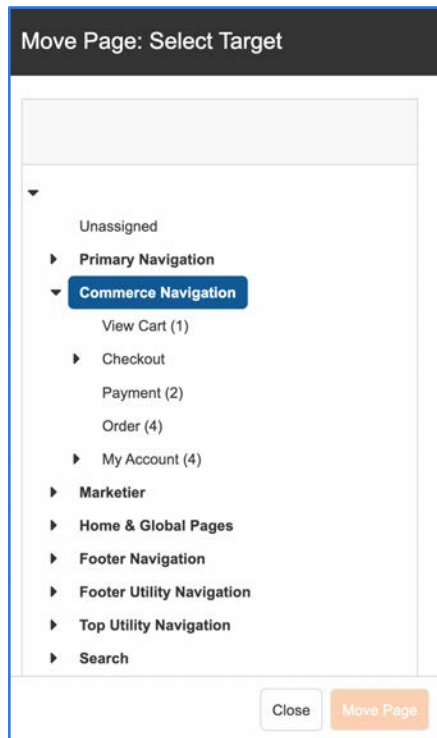 Move Page: Select Target
Unassigned
Primary Navigation
Commerce Navigation
View Cart (1)
Checkout
Payment (2)
Order (4)
My Account (4)
Marketier
Home & Global Pages
Footer Navigation
Footer Utility Navigation
Top Utility Navigation
Search
Close
Move Page